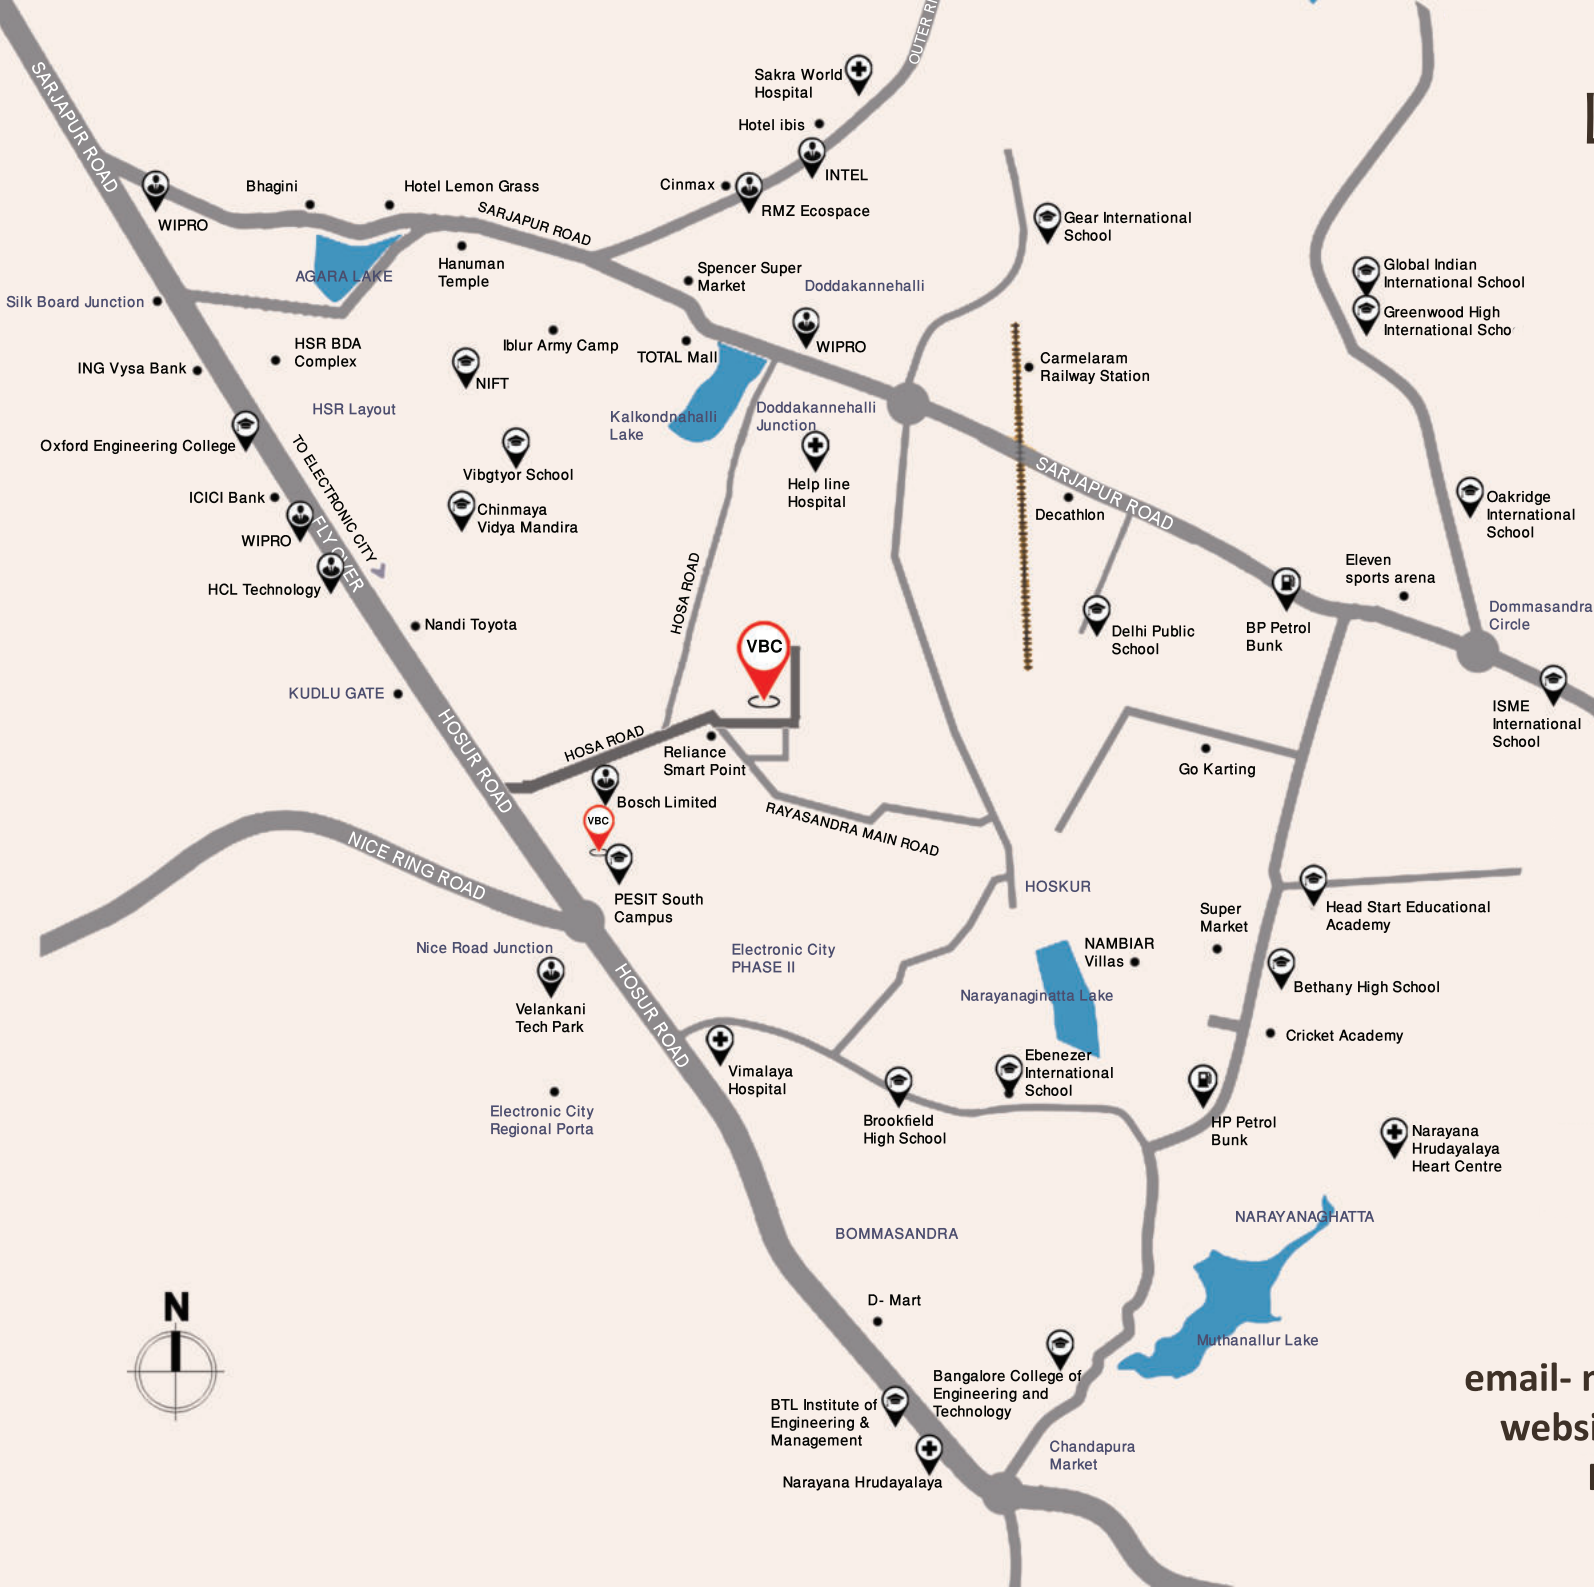 OUTER
Sakra World
Hospital
Hotel ibis
SARJAPUR ROAD
INTEL
Cinmax
RMZ Ecospace
Bhagini
Hotel Lemon Grass
WIPRO
SARJAPUR ROAD
Gear International
School
Hanuman
Temple
AGARA LAKE
Spencer Super
Market
Doddakannehalli
Global Indian
International School
Greenwood High
International Scho
Silk Board Junction
HSR BDA
Complex
Iblur Army Camp
TOTAL Mall
WIPRO
Carmelaram
Railway Station
ING Vysa Bank
NIFT
HSR Layout
Kalkondnahalli
Lake
Doddakannehalli
Junction
Oxford Engineering College
TO ELECTRONIC CITY
Vibgtyor School
Help line
Hospital
SARJAPUR ROAD
ICICI Bank
Chinmaya
Vidya Mandira
Decathlon
Oakridge
International
School
WIPRO
FLY OVER
HCL Technology
HOSA ROAD
Eleven
sports arena
Nandi Toyota
Delhi Public
School
BP Petrol
Bunk
Dommasandra
Circle
VBC
KUDLU GATE
ISME
International
School
HOSUR ROAD
HOSA ROAD
Reliance
Smart Point
Go Karting
Bosch Limited
VBC
RAYASANDRA MAIN ROAD
NICE RING ROAD
PESIT South
Campus
HOSKUR
Head Start Educational
Academy
Super
Market
Nice Road Junction
Electronic City
PHASE II
NAMBIAR
Villas
Bethany High School
HOSUR ROAD
Narayanaginatta Lake
Velankani
Tech Park
Cricket Academy
Vimalaya
Hospital
Ebenezer
International
School
Electronic City
Regional Porta
Brookfield
High School
HP Petrol
Bunk
Narayana
Hrudayalaya
Heart Centre
NARAYANAGHATTA
BOMMASANDRA
N
D- Mart
Muthanallur Lake
Bangalore College of
Engineering and
Technology
BTL Institute of
Engineering &
Management
email-
Chandapura
Market
websi
Narayana Hrudayalaya